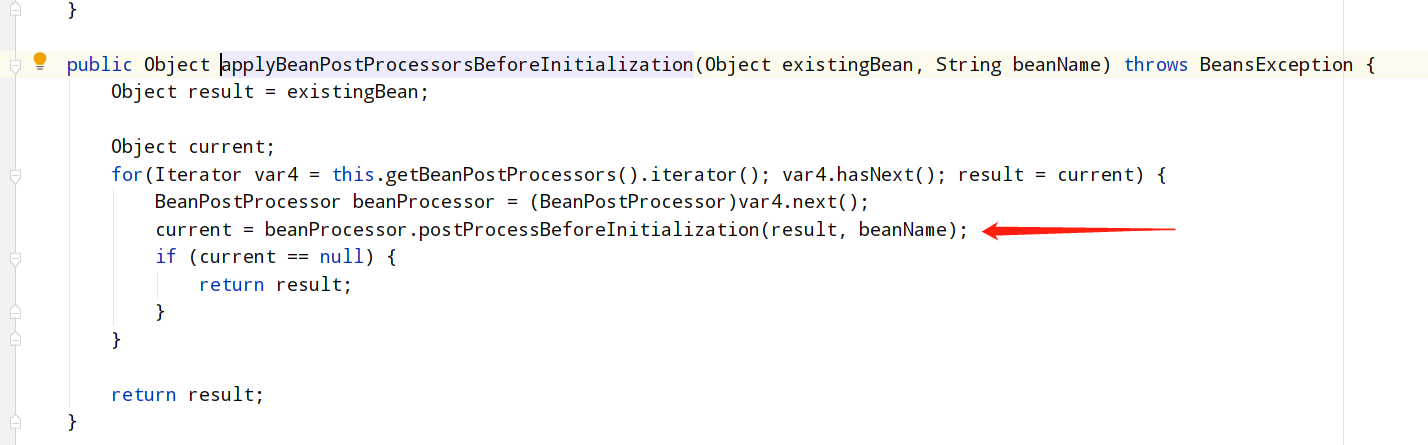 }
public Object applyBeanPostProcessorsBeforeInitialization(Object existingBean, String beanName) throws BeansException {
Object result = existingBean;
Object current;
for(Iterator var4 = this.getBeanPostProcessors().iterator(); var4.hasNext(); result = current) {
BeanPostProcessor beanProcessor = (BeanPostProcessor)var4.next();
current = beanProcessor.postProcessBeforeInitialization(result, beanName);
if (current == null) {
return result;
}
}
return result;
}